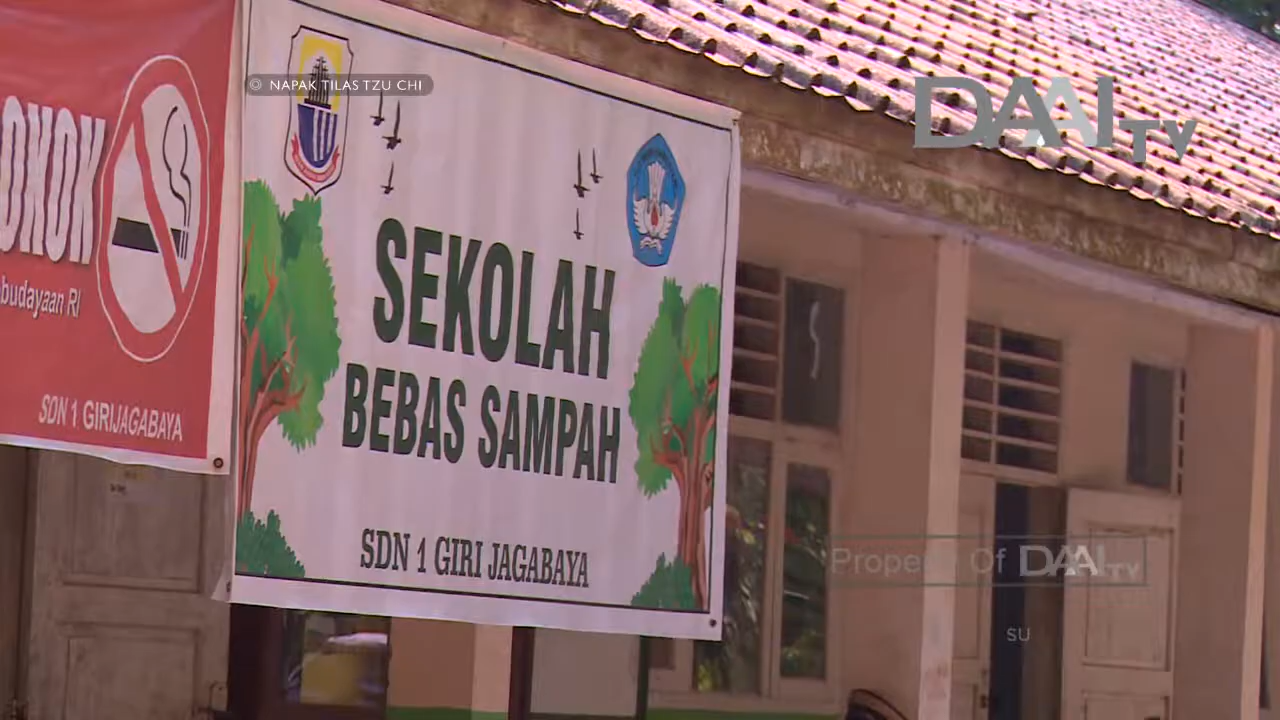 © NAPAK TILAS TZU CHI
DAAI TV
OKOK
budayaan RI
SDN 1 GIRIJAGABAYA
SEKOLAH
BEBAS SAMPAH
SDN 1 GIRI JAGABAYA
Property Of DAAI TV
SU